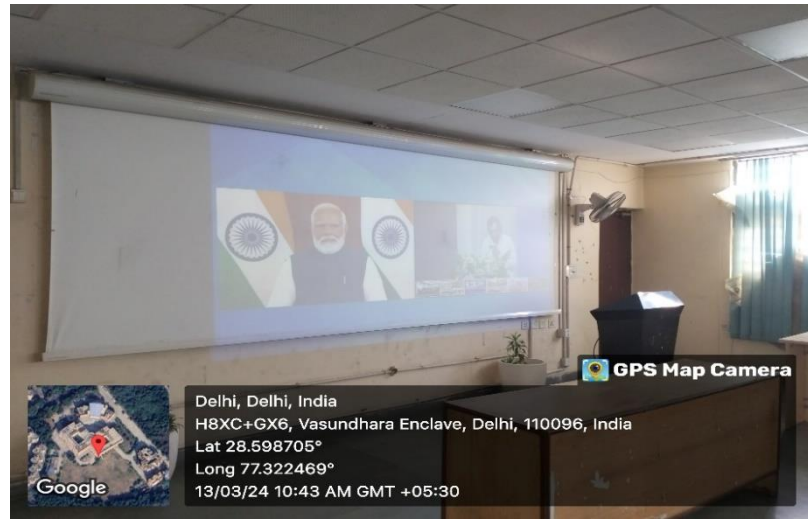 GPS Map Camera
Delhi, Delhi, India
H8XC+GX6, Vasundhara Enclave, Delhi, 110096, India
Lat 28.598705°
Long 77.322469°
13/03/24 10:43 AM GMT +05:30
Google